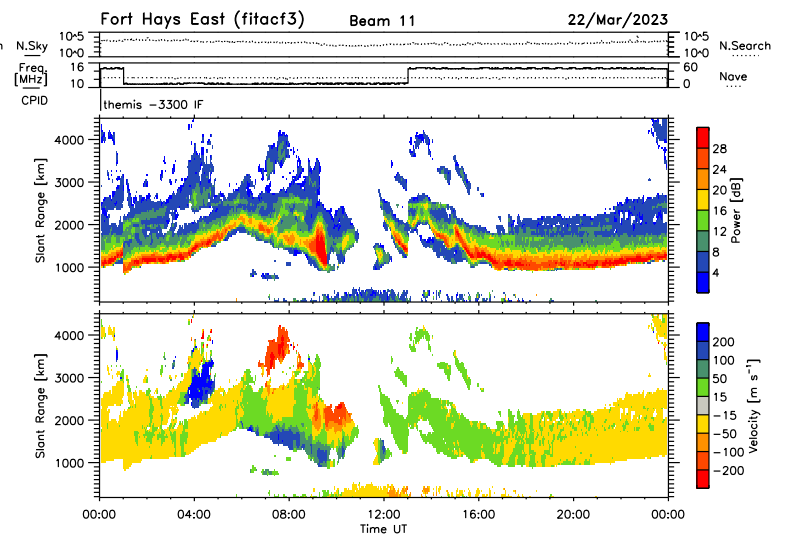 Fort Hays East (fitacf3) Beam 11 22/Mar/2023
n N.Sky 10^5 10^0 10^5 10^0 N.Search
Freq. [MHz] 16 10 60 0 Nave
CPID themis -3300 IF
Slant Range [km] 4000 3000 2000 1000
Power [dB] 28 24 20 16 12 8 4
Slant Range [km] 4000 3000 2000 1000
Velocity [m s⁻¹] 200 100 50 15 -15 -50 -100 -200
00:00 04:00 08:00 12:00 16:00 20:00 00:00
Time UT